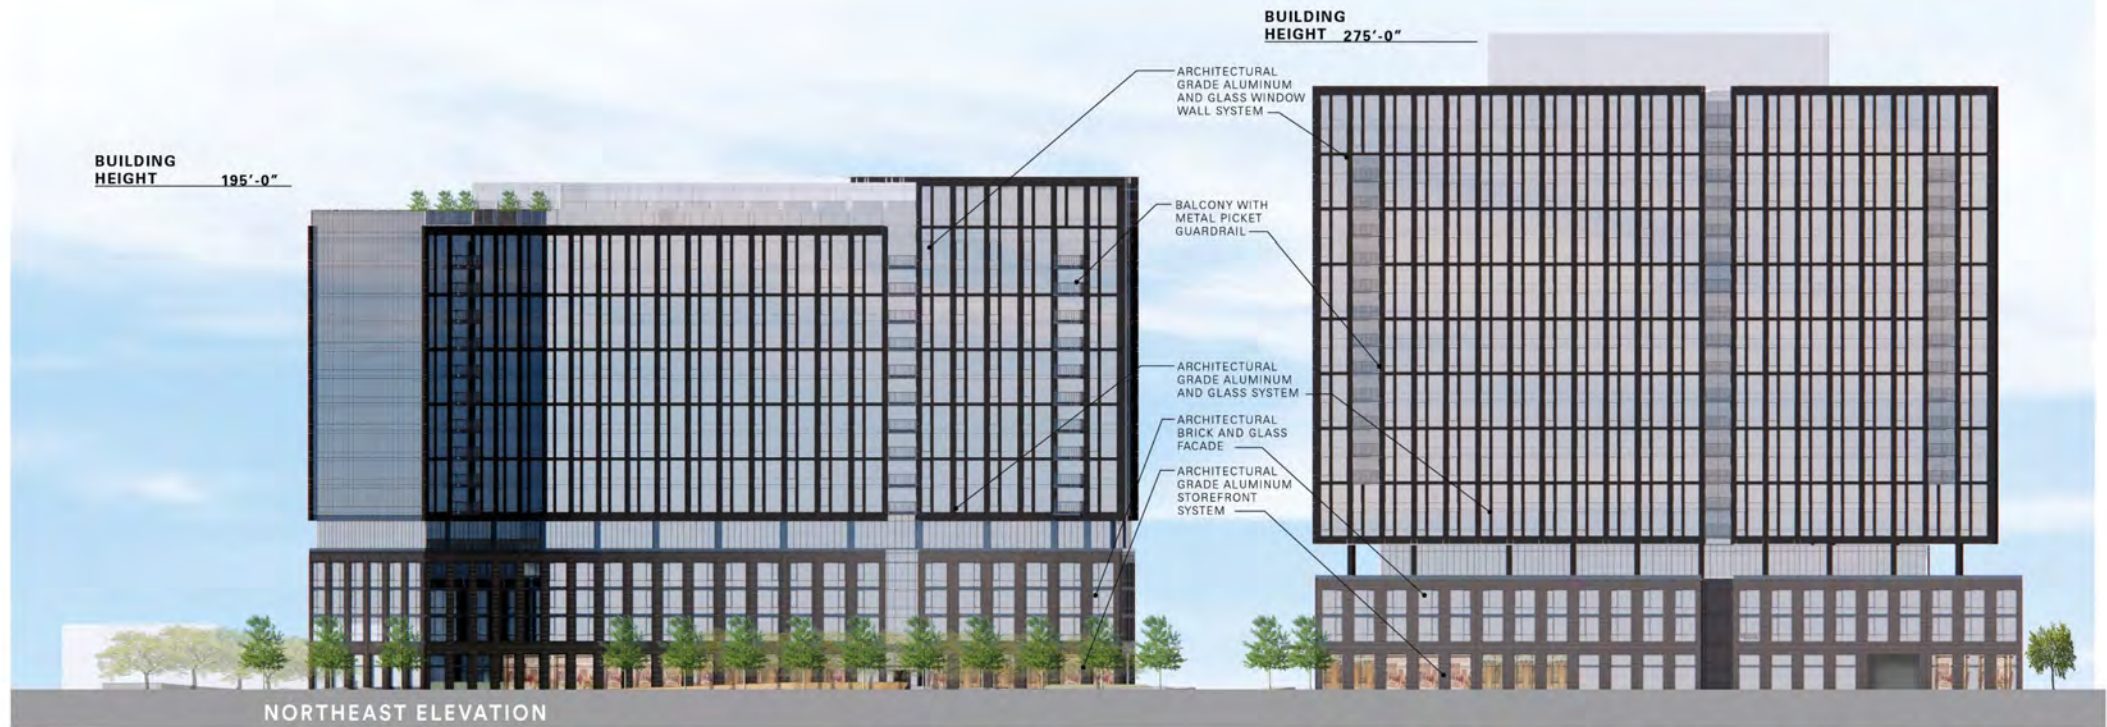 BUILDING
HEIGHT 275'-0"
ARCHITECTURAL
GRADE ALUMINUM
AND GLASS WINDOW
WALL SYSTEM
BUILDING
HEIGHT 195'-0"
BALCONY WITH
METAL PICKET
GUARDRAIL
ARCHITECTURAL
GRADE ALUMINUM
AND GLASS SYSTEM
ARCHITECTURAL
BRICK AND GLASS
FACADE
ARCHITECTURAL
GRADE ALUMINUM
STOREFRONT
SYSTEM
NORTHEAST ELEVATION